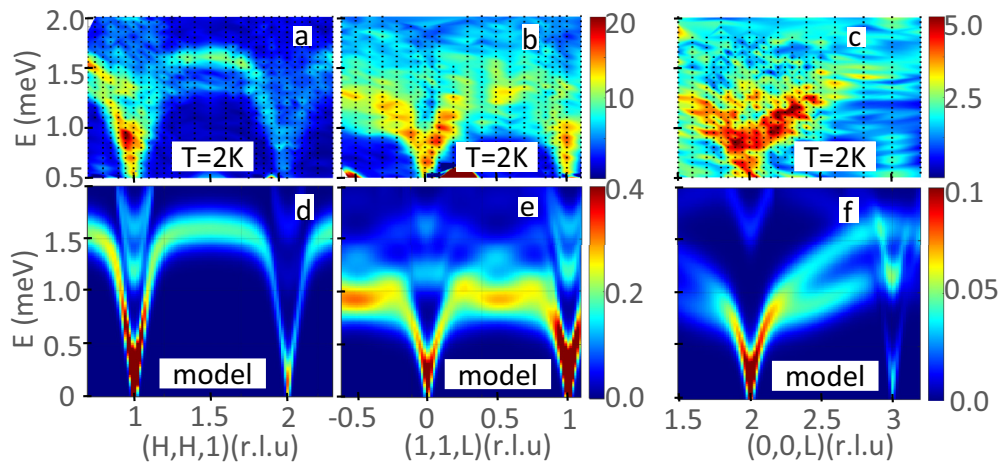 a b c
20 5.0
2.0
E (meV) 1.5 10 2.5
1.0
T=2K T=2K T=2K
0.5
d e f
0.4 0.1
1.5
E (meV) 1.0 0.2 0.05
0.5
model model model
0 0.0 0.0
1 1.5 2 -0.5 0 0.5 1 1.5 2 2.5 3
(H,H,1)(r.l.u) (1,1,L)(r.l.u) (0,0,L)(r.l.u)